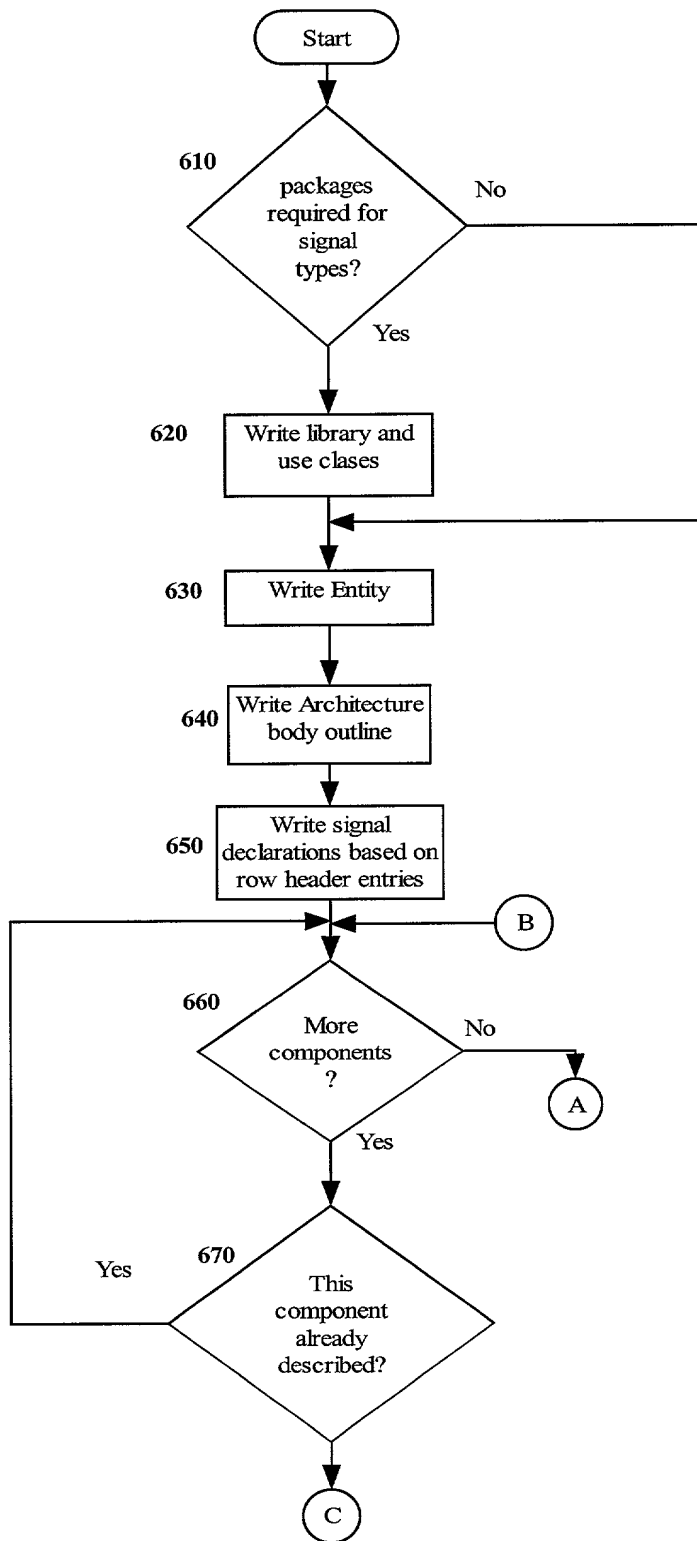 Start
610
packages
required for
signal
types?
No
Yes
620
Write library and
use clases
630
Write Entity
640
Write Architecture
body outline
650
Write signal
declarations based on
row header entries
B
660
More
components
?
No
A
Yes
670
Yes
This
component
already
described?
C